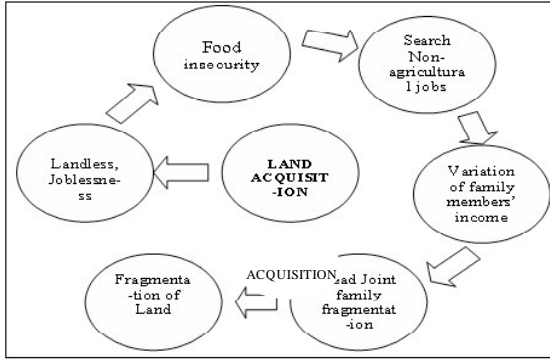 Food
insecurity
Search
Non-
agricultura
l jobs
Landless,
Joblessne-
ss
LAND
ACQUISIT
-ION
Variation
of family
members'
income
Fragmenta
-tion of
Land
ACQUISITION
Joint
family
fragmentat
-ion